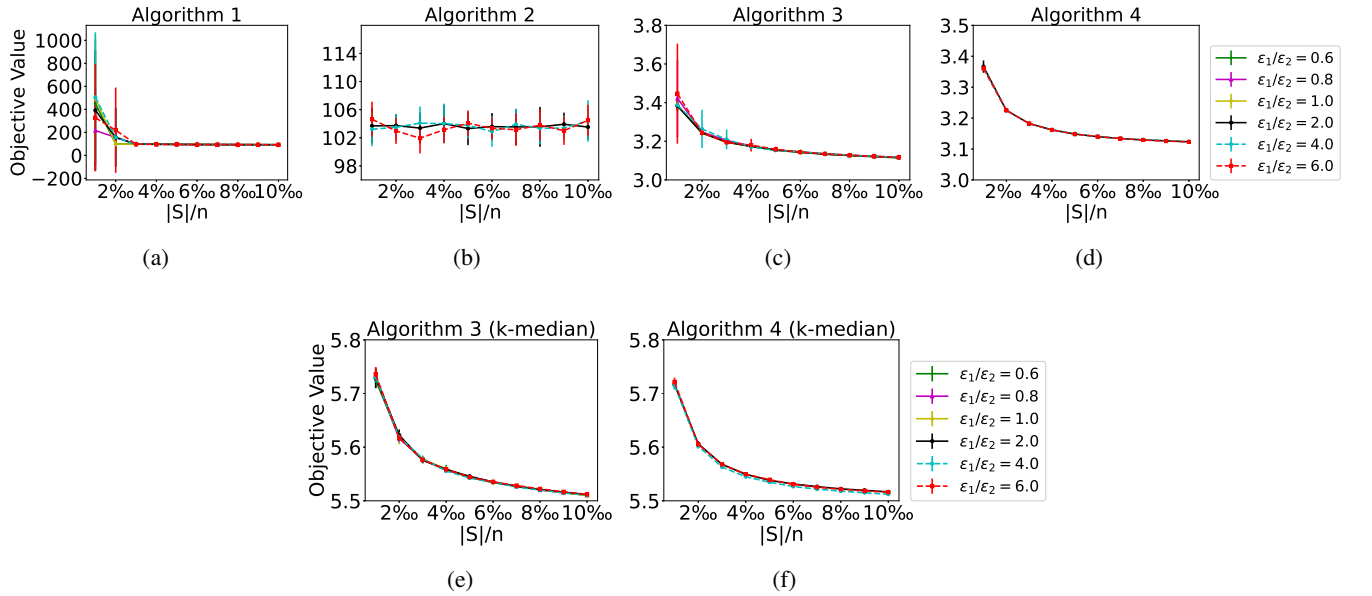 Algorithm 1
Algorithm 2
Algorithm 3
Algorithm 4
Objective Value
1000
800
600
400
200
0
−200
2‰ 4‰ 6‰ 8‰ 10‰
|S|/n
114
110
106
102
98
2‰ 4‰ 6‰ 8‰ 10‰
|S|/n
3.8
3.6
3.4
3.2
3.0
2‰ 4‰ 6‰ 8‰ 10‰
|S|/n
3.5
3.4
3.3
3.2
3.1
3.0
2‰ 4‰ 6‰ 8‰ 10‰
|S|/n
ε₁/ε₂ = 0.6
ε₁/ε₂ = 0.8
ε₁/ε₂ = 1.0
ε₁/ε₂ = 2.0
ε₁/ε₂ = 4.0
ε₁/ε₂ = 6.0
(a)
(b)
(c)
(d)
Algorithm 3 (k-median)
Algorithm 4 (k-median)
Objective Value
5.8
5.7
5.6
5.5
2‰ 4‰ 6‰ 8‰ 10‰
|S|/n
5.8
5.7
5.6
5.5
2‰ 4‰ 6‰ 8‰ 10‰
|S|/n
ε₁/ε₂ = 0.6
ε₁/ε₂ = 0.8
ε₁/ε₂ = 1.0
ε₁/ε₂ = 2.0
ε₁/ε₂ = 4.0
ε₁/ε₂ = 6.0
(e)
(f)